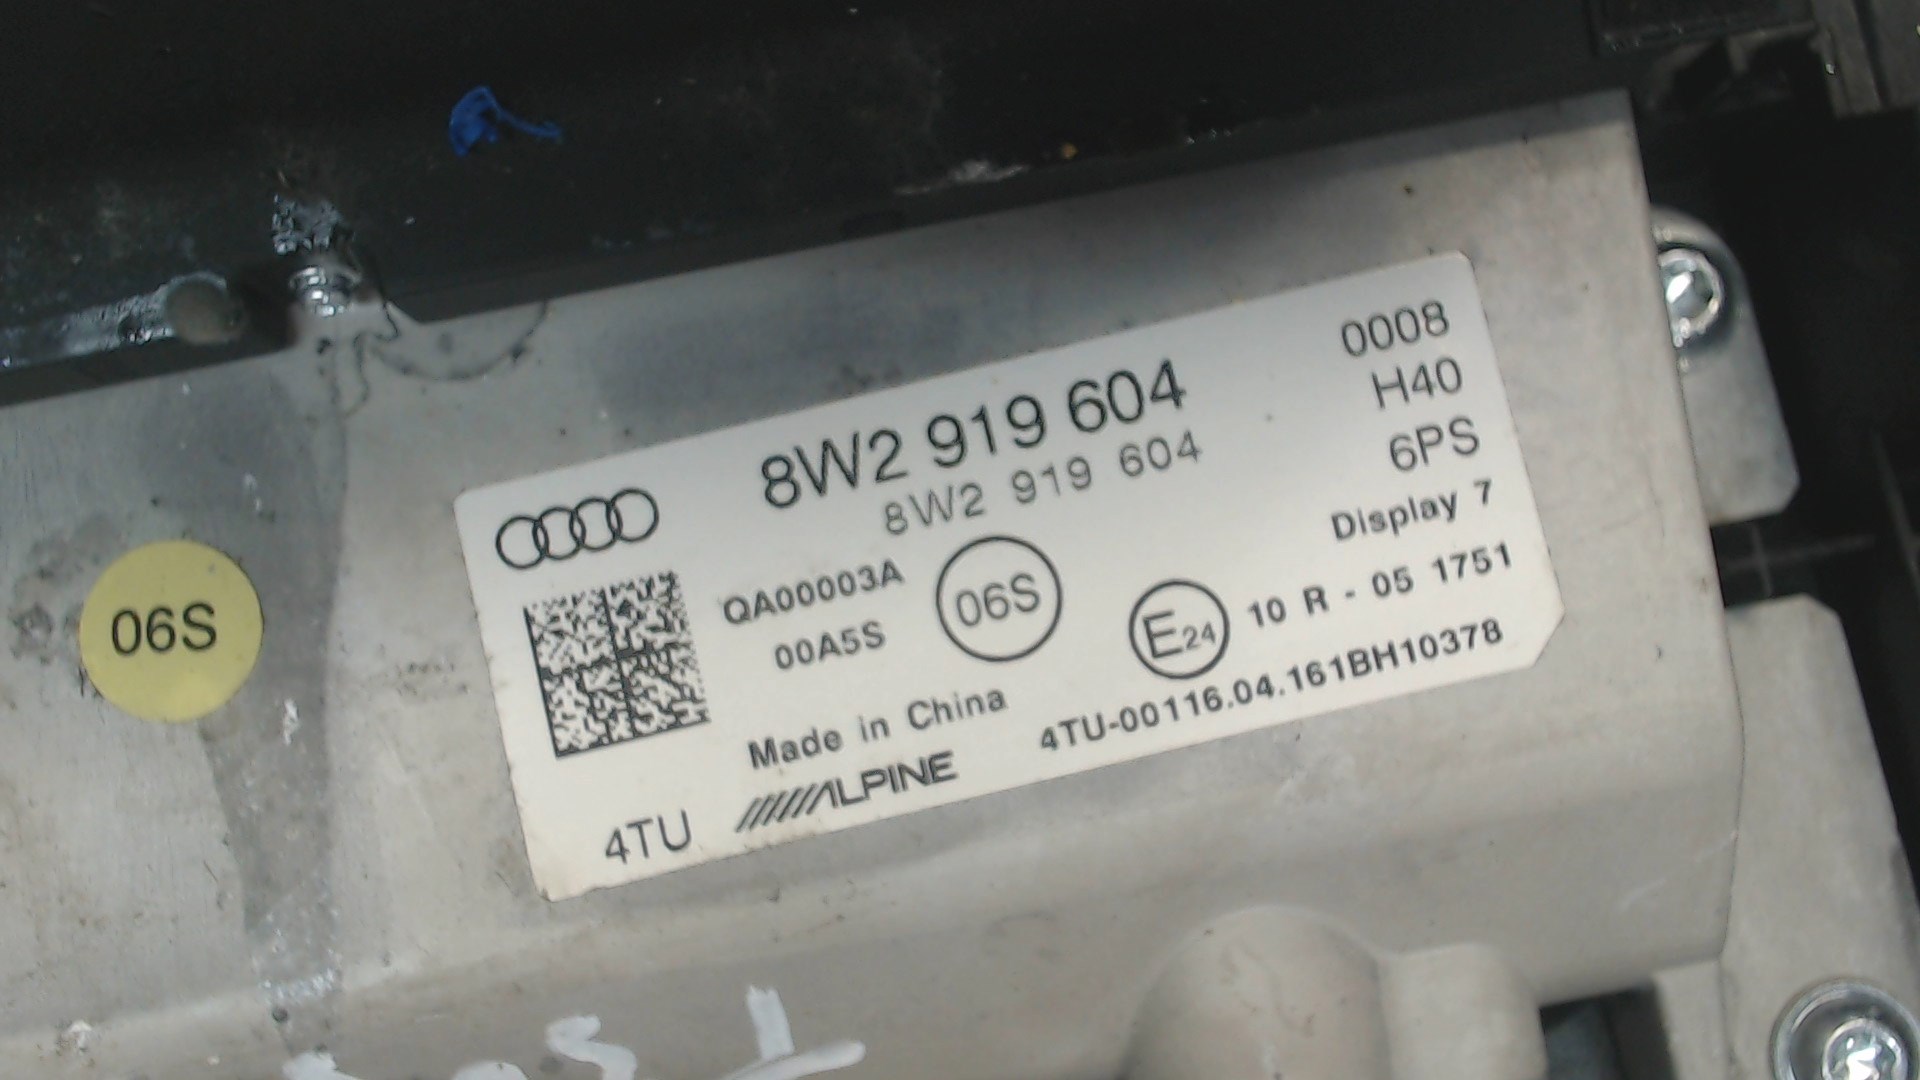 06S
8W2 919 604
8W2 919 604
0008
H40
6PS
Display 7
QA00003A
00A5S
06S
E24
10 R - 05 1751
Made in China
4TU-00116.04.161BH10378
4TU
ALPINE